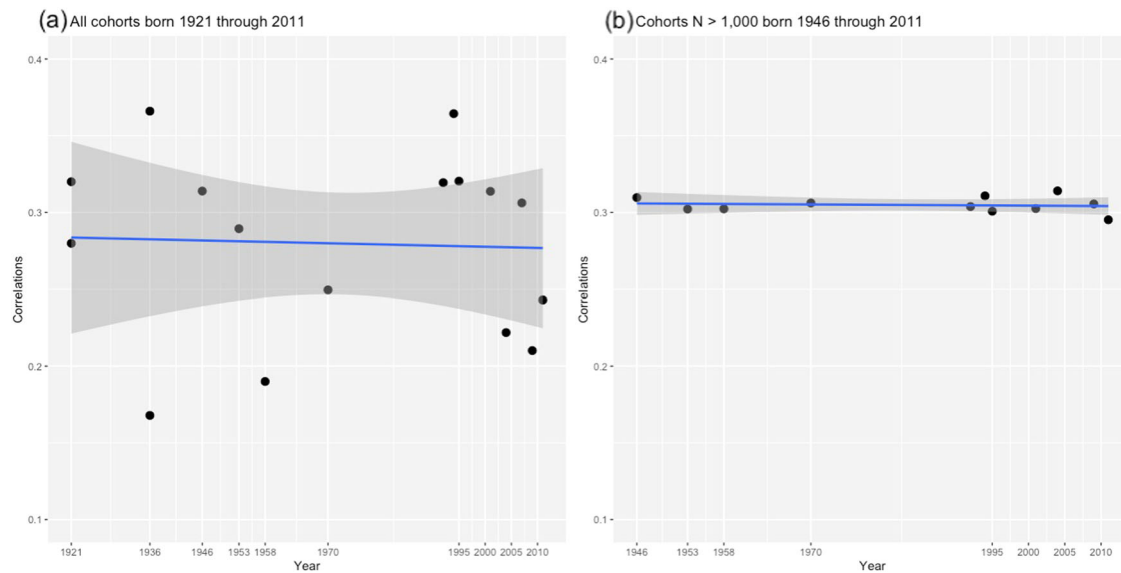 (a) All cohorts born 1921 through 2011
0.4
0.3
0.2
0.1
Correlations
1921 1936 1946 1953 1958 1970 1995 2000 2005 2010
Year
(b) Cohorts N > 1,000 born 1946 through 2011
0.4
0.3
0.2
0.1
Correlations
1946 1953 1958 1970 1995 2000 2005 2010
Year